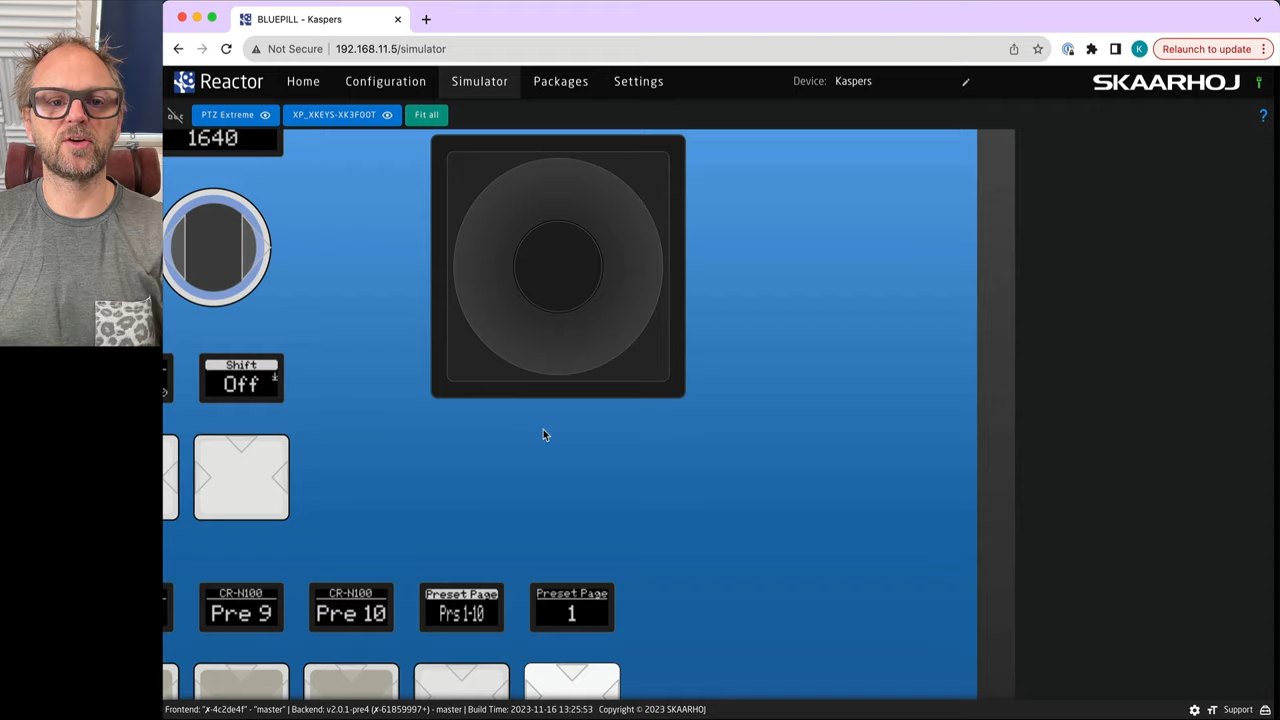 BLUEPILL - Kaspers
Not Secure
192.168.11.5/simulator
K
Relaunch to update
Reactor
Home
Configuration
Simulator
Packages
Settings
Device:
Kaspers
SKAARHOJ
PTZ Extreme
XP_XKEYS-XK3FOOT
Fit all
?
1640
Shift
Off
CR-N100
Pre 9
CR-N100
Pre 10
Preset Page
Prs 1-10
Preset Page
1
Frontend: "✗-4c2de4f" - "master" | Backend: v2.0.1-pre4 (✗-61859997+) - master | Build Time: 2023-11-16 13:25:53 Copyright © 2023 SKAARHOJ
Support